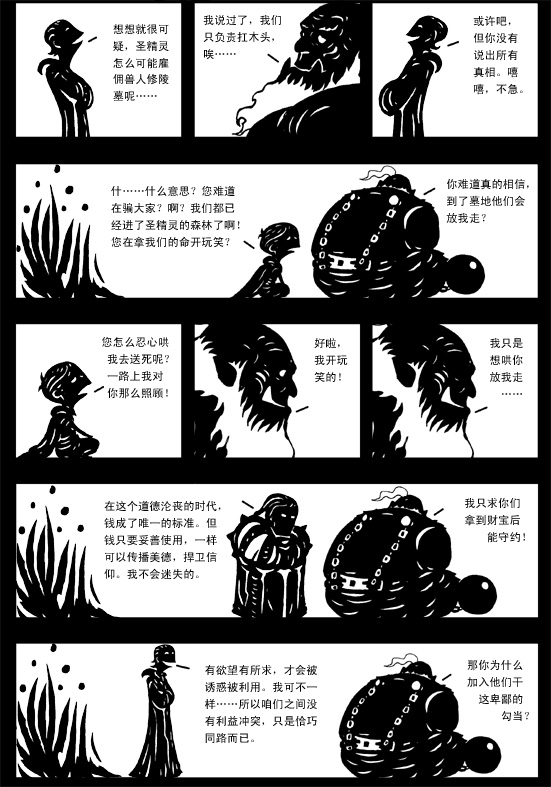 想想就很可
疑，圣精灵
怎么可能雇
佣兽人修陵
墓呢……
我说过了，我们
只负责扛木头，
唉……
或许吧，
但你没有
说出所有
真相。嘻
嘻，不急。
什……什么意思？您难道
在骗大家？啊？我们都已
经进了圣精灵的森林了啊！
您在拿我们的命开玩笑？
你难道真的相信，
到了墓地他们会
放我走？
您怎么忍心哄
我去送死呢？
一路上我对
你那么照顾！
好啦，
我开玩
笑的！
我只是
想哄你
放我走
……
在这个道德沦丧的时代，
钱成了唯一的标准。但
钱只要妥善使用，一样
可以传播美德，捍卫信
仰。我不会迷失的。
我只求你们
拿到财宝后
能守约！
有欲望有所求，才会被
诱惑被利用。我可不一
样……所以咱们之间没
有利益冲突，只是恰巧
同路而已。
那你为什么
加入他们干
这卑鄙的
勾当？